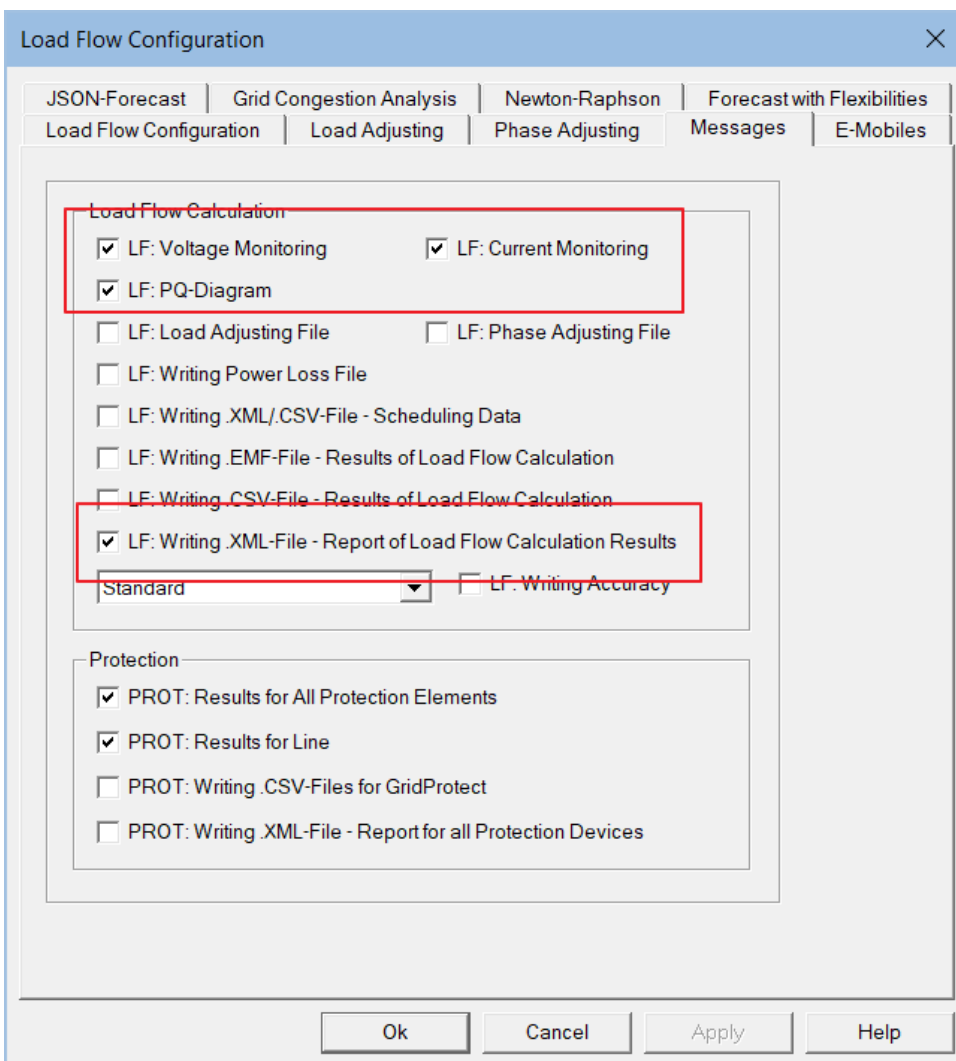 Load Flow Configuration
JSON-Forecast Grid Congestion Analysis Newton-Raphson Forecast with Flexibilities
Load Flow Configuration Load Adjusting Phase Adjusting Messages E-Mobiles
Load Flow Calculation
LF: Voltage Monitoring LF: Current Monitoring
LF: PQ-Diagram
LF: Load Adjusting File LF: Phase Adjusting File
LF: Writing Power Loss File
LF: Writing .XML/.CSV-File - Scheduling Data
LF: Writing .EMF-File - Results of Load Flow Calculation
LF: Writing .CSV-File - Results of Load Flow Calculation
LF: Writing .XML-File - Report of Load Flow Calculation Results
Standard LF: Writing Accuracy
Protection
PROT: Results for All Protection Elements
PROT: Results for Line
PROT: Writing .CSV-Files for GridProtect
PROT: Writing .XML-File - Report for all Protection Devices
Ok Cancel Apply Help